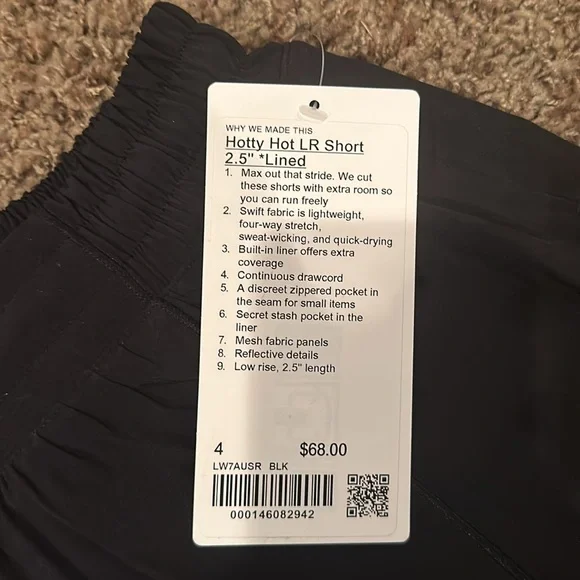 WHY WE MADE THIS
Hotty Hot LR Short
2.5" *Lined
1. Max out that stride. We cut
these shorts with extra room so
you can run freely
2. Swift fabric is lightweight,
four-way stretch,
sweat-wicking, and quick-drying
3. Built-in liner offers extra
coverage
4. Continuous drawcord
5. A discreet zippered pocket in
the seam for small items
6. Secret stash pocket in the
liner
7. Mesh fabric panels
8. Reflective details
9. Low rise, 2.5" length
4 $68.00
LW7AUSR BLK
000146082942